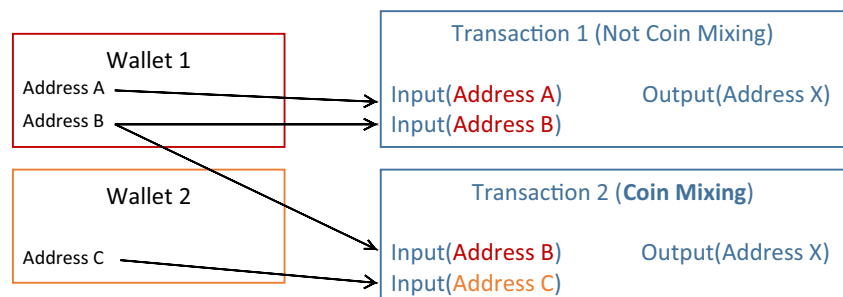 Wallet 1
Address A
Address B
Transaction 1 (Not Coin Mixing)
Input(Address A) Output(Address X)
Input(Address B)
Wallet 2
Address C
Transaction 2 (Coin Mixing)
Input(Address B) Output(Address X)
Input(Address C)